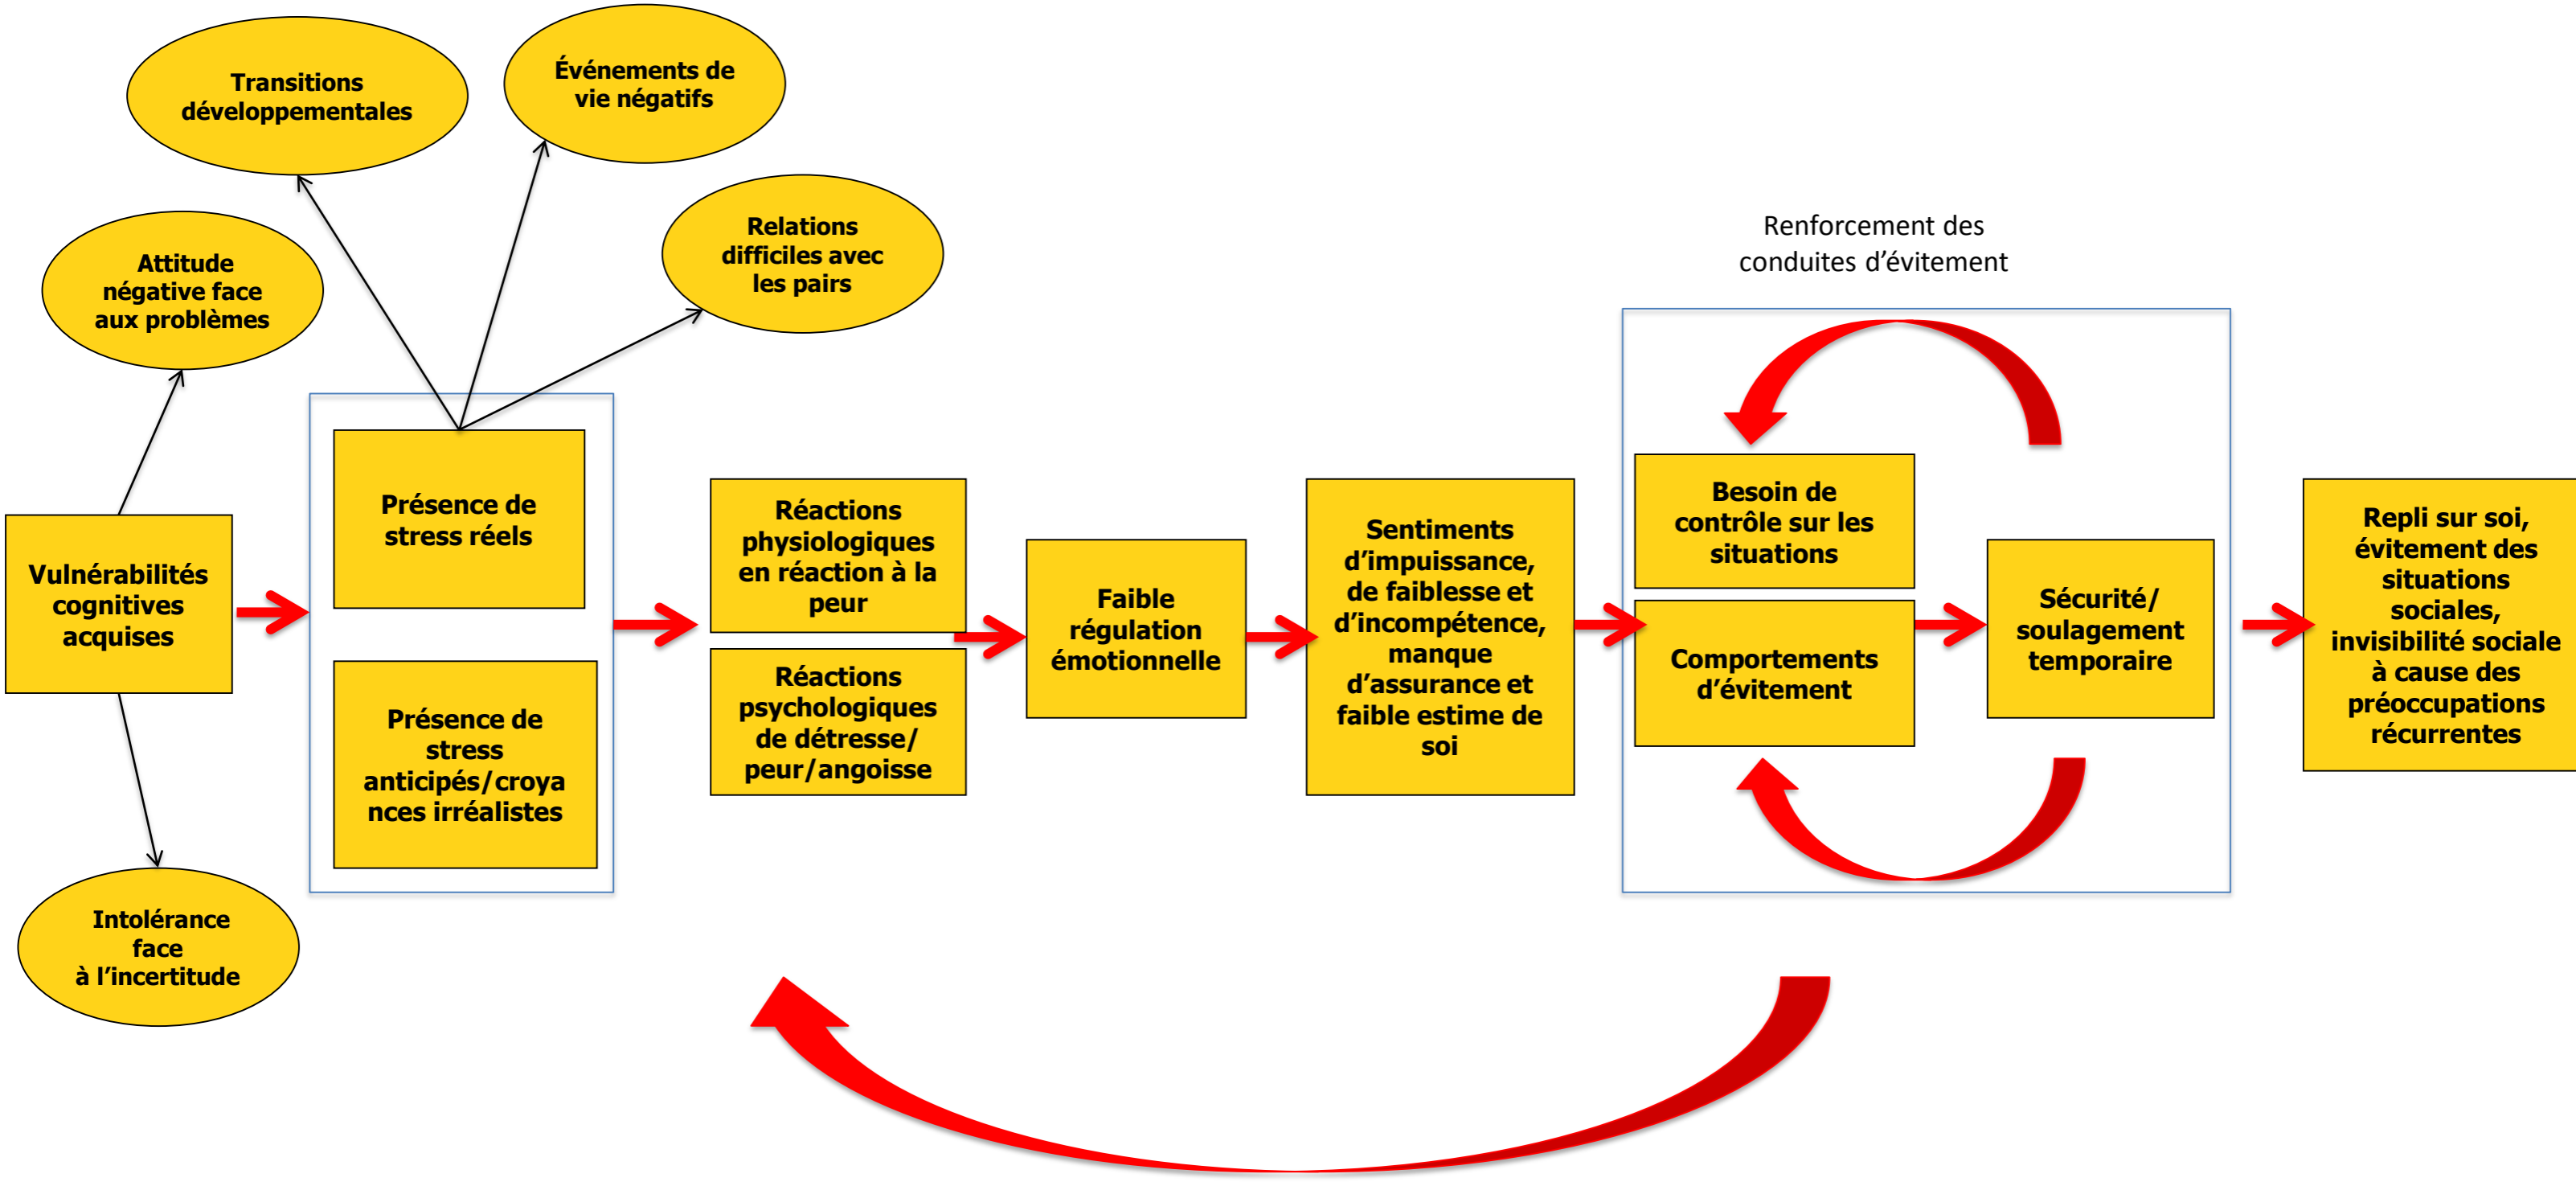 Transitions
développementales
Événements de
vie négatifs
Relations
difficiles avec
les pairs
Attitude
négative face
aux problèmes
Renforcement des
conduites d’évitement
Vulnérabilités
cognitives
acquises
Présence de
stress réels
Présence de
stress
anticipés/croya
nces irréalistes
Réactions
physiologiques
en réaction à la
peur
Réactions
psychologiques
de détresse/
peur/angoisse
Faible
régulation
émotionnelle
Sentiments
d’impuissance,
de faiblesse et
d’incompétence,
manque
d’assurance et
faible estime de
soi
Besoin de
contrôle sur les
situations
Comportements
d’évitement
Sécurité/
soulagement
temporaire
Repli sur soi,
évitement des
situations
sociales,
invisibilité sociale
à cause des
préoccupations
récurrentes
Intolérance
face
à l’incertitude